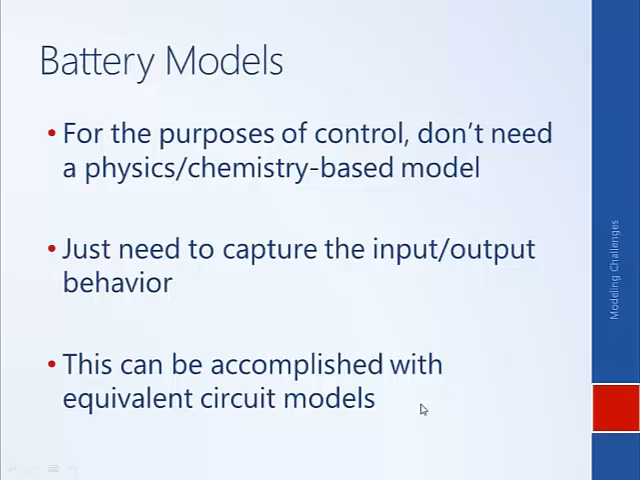 Battery Models
• For the purposes of control, don't need
a physics/chemistry-based model
• Just need to capture the input/output
behavior
• This can be accomplished with
equivalent circuit models
Modeling Challenges